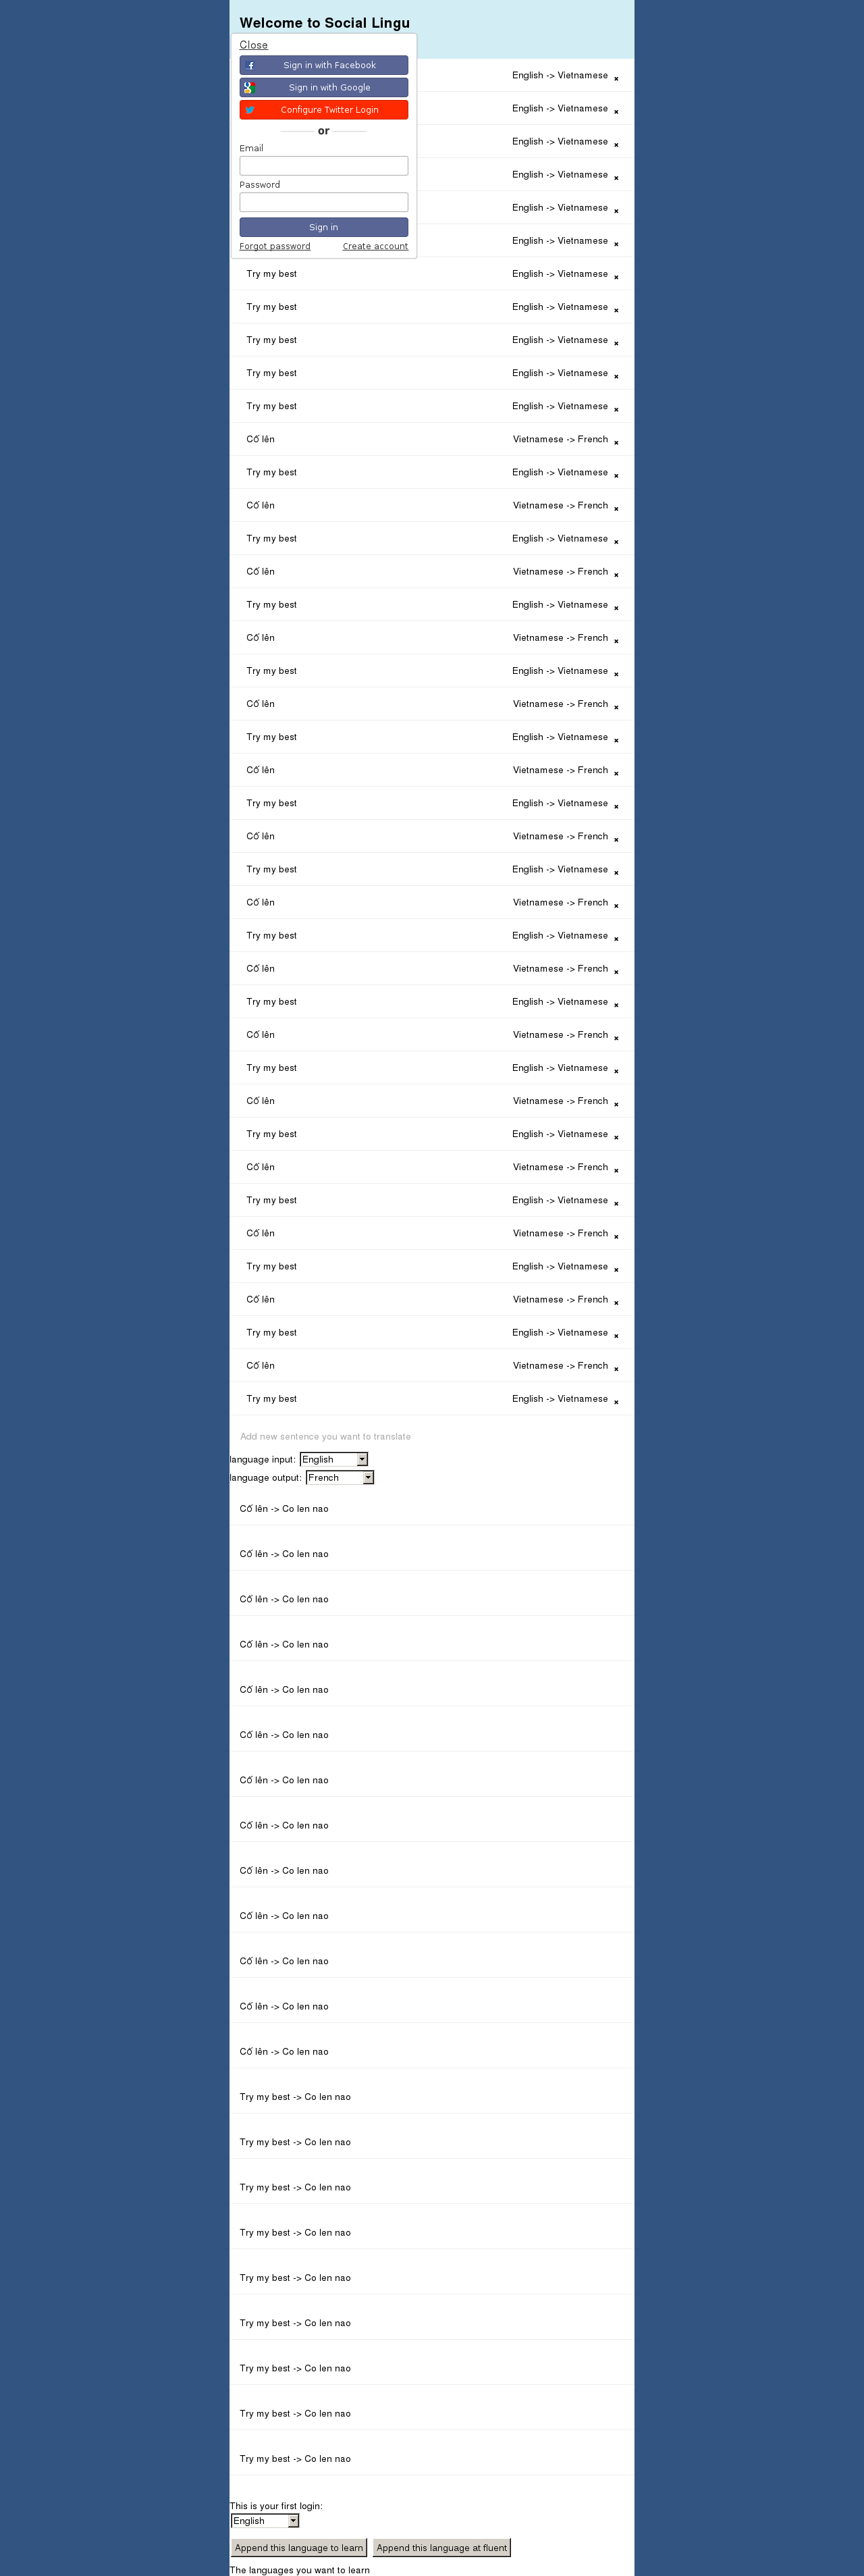 Welcome to Social Lingu
Close
Sign in with Facebook
Sign in with Google
Configure Twitter Login
or
Email
Password
Sign in
Forgot password Create account
English -> Vietnamese ×
English -> Vietnamese ×
English -> Vietnamese ×
English -> Vietnamese ×
English -> Vietnamese ×
English -> Vietnamese ×
Try my best English -> Vietnamese ×
Try my best English -> Vietnamese ×
Try my best English -> Vietnamese ×
Try my best English -> Vietnamese ×
Try my best English -> Vietnamese ×
Cố lên Vietnamese -> French ×
Try my best English -> Vietnamese ×
Cố lên Vietnamese -> French ×
Try my best English -> Vietnamese ×
Cố lên Vietnamese -> French ×
Try my best English -> Vietnamese ×
Cố lên Vietnamese -> French ×
Try my best English -> Vietnamese ×
Cố lên Vietnamese -> French ×
Try my best English -> Vietnamese ×
Cố lên Vietnamese -> French ×
Try my best English -> Vietnamese ×
Cố lên Vietnamese -> French ×
Try my best English -> Vietnamese ×
Cố lên Vietnamese -> French ×
Try my best English -> Vietnamese ×
Cố lên Vietnamese -> French ×
Try my best English -> Vietnamese ×
Cố lên Vietnamese -> French ×
Try my best English -> Vietnamese ×
Cố lên Vietnamese -> French ×
Try my best English -> Vietnamese ×
Cố lên Vietnamese -> French ×
Try my best English -> Vietnamese ×
Cố lên Vietnamese -> French ×
Try my best English -> Vietnamese ×
Cố lên Vietnamese -> French ×
Try my best English -> Vietnamese ×
Cố lên Vietnamese -> French ×
Try my best English -> Vietnamese ×
Add new sentence you want to translate
language input: English
language output: French
Cố lên -> Co len nao
Cố lên -> Co len nao
Cố lên -> Co len nao
Cố lên -> Co len nao
Cố lên -> Co len nao
Cố lên -> Co len nao
Cố lên -> Co len nao
Cố lên -> Co len nao
Cố lên -> Co len nao
Cố lên -> Co len nao
Cố lên -> Co len nao
Cố lên -> Co len nao
Cố lên -> Co len nao
Try my best -> Co len nao
Try my best -> Co len nao
Try my best -> Co len nao
Try my best -> Co len nao
Try my best -> Co len nao
Try my best -> Co len nao
Try my best -> Co len nao
Try my best -> Co len nao
Try my best -> Co len nao
This is your first login:
English
Append this language to learn Append this language at fluent
The languages you want to learn